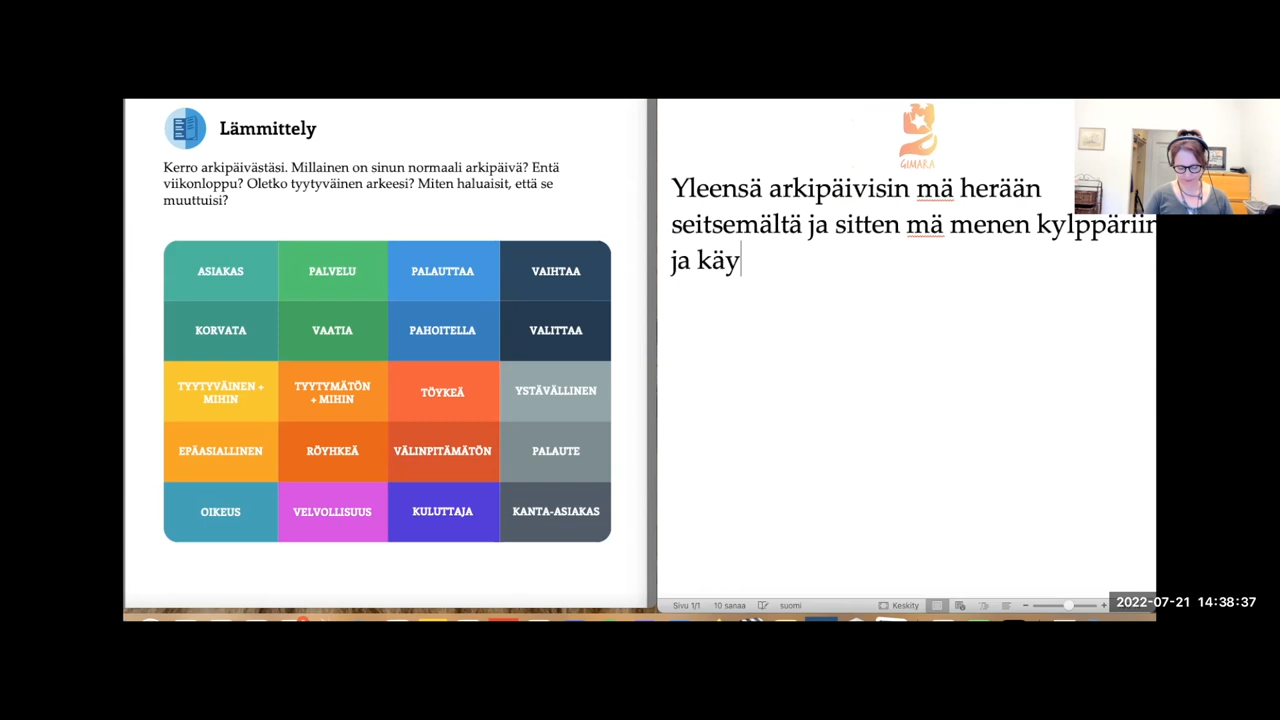 Lämmittely
Kerro arkipäivästäsi. Millainen on sinun normaali arkipäivä? Entä
viikonloppu? Oletko tyytyväinen arkeesi? Miten haluaisit, että se
muuttuisi?
ASIAKAS
PALVELU
PALAUTTAA
VAIHTAA
KORVATA
VAATIA
PAHOITELLA
VALITTAA
TYYTYVÄINEN +
MIHIN
TYYTYMÄTÖN
+ MIHIN
TÖYKEÄ
YSTÄVÄLLINEN
EPÄASIALLINEN
RÖYHKEÄ
VÄLINPITÄMÄTÖN
PALAUTE
OIKEUS
VELVOLLISUUS
KULUTTAJA
KANTA-ASIAKAS
GIMARA
Yleensä arkipäivisin mä herään
seitsemältä ja sitten mä menen kylppäriin
ja käy
Sivu 1/1 10 sanaa suomi Keskity
2022-07-21 14:38:37